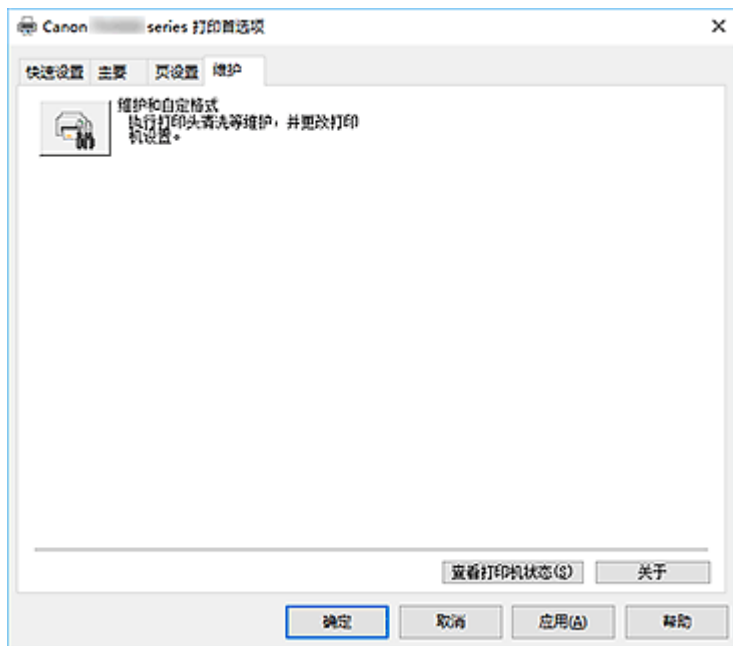 Canon series 打印首选项
快速设置 主要 页设置 维护
维护和自定格式
执行打印头清洗等维护，并更改打印
机设置。
查看打印机状态(S) 关于
确定 取消 应用(A) 帮助